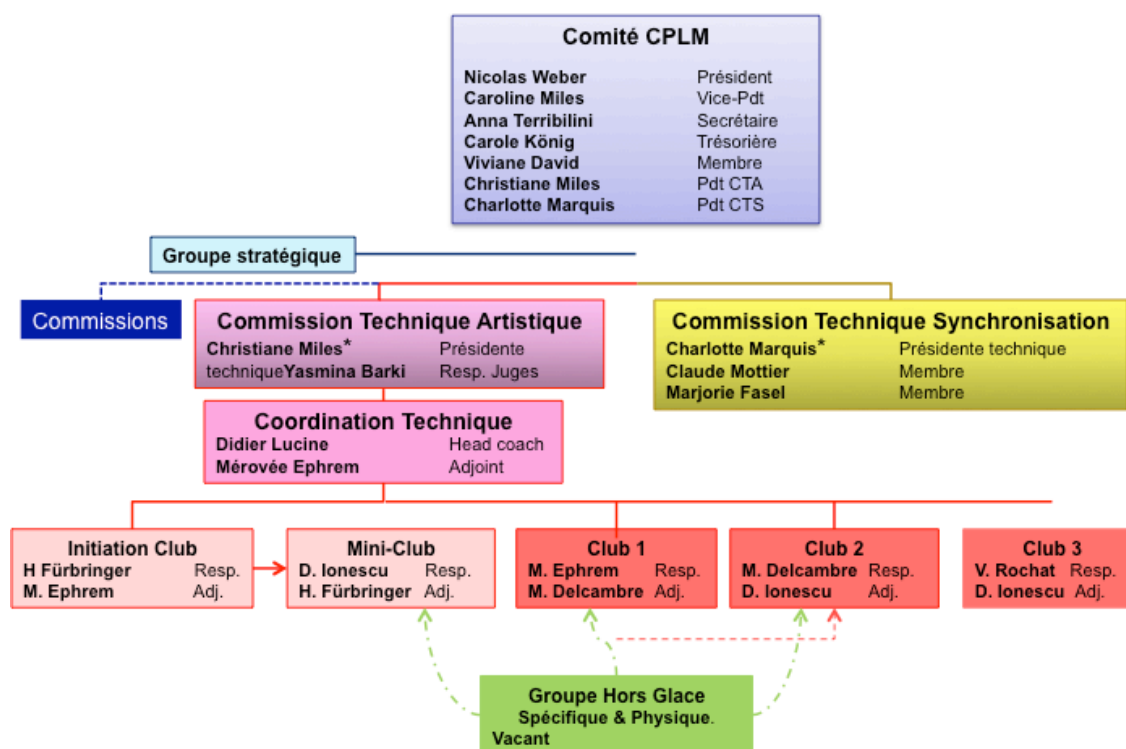 Comité CPLM
Nicolas Weber Président
Caroline Miles Vice-Pdt
Anna Terribilini Secrétaire
Carole König Trésorière
Viviane David Membre
Christiane Miles Pdt CTA
Charlotte Marquis Pdt CTS
Groupe stratégique
Commissions
Commission Technique Artistique
Christiane Miles* Présidente
techniqueYasmina Barki Resp. Juges
Commission Technique Synchronisation
Charlotte Marquis* Présidente technique
Claude Mottier Membre
Marjorie Fasel Membre
Coordination Technique
Didier Lucine Head coach
Mérovée Ephrem Adjoint
Initiation Club
H Fürbringer Resp.
M. Ephrem Adj.
Mini-Club
D. Ionescu Resp.
H. Fürbringer Adj.
Club 1
M. Ephrem Resp.
M. Delcambre Adj.
Club 2
M. Delcambre Resp.
D. Ionescu Adj.
Club 3
V. Rochat Resp.
D. Ionescu Adj.
Groupe Hors Glace
Spécifique & Physique.
Vacant